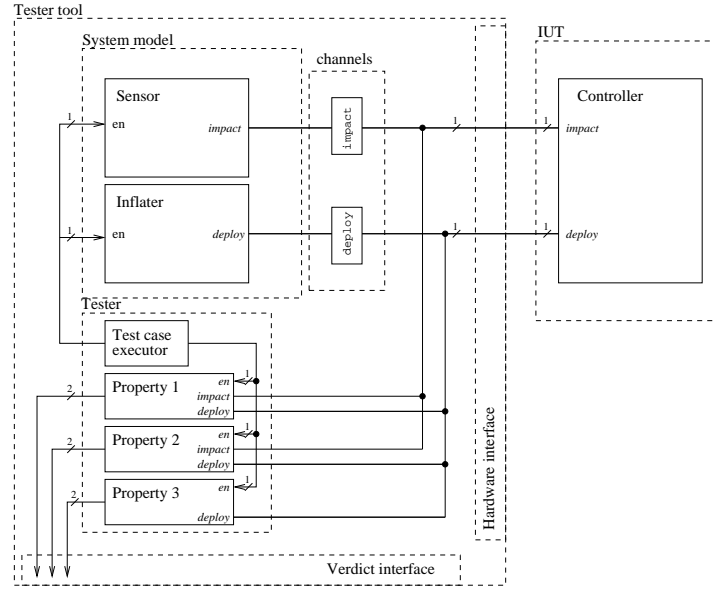 Tester tool
System model
channels
IUT
Sensor
en
impact
1
impact
1
1
Controller
impact
Inflater
en
deploy
1
deploy
1
1
deploy
Tester
Test case
executor
1
Property 1
en
impact
deploy
2
1
Property 2
en
impact
deploy
2
1
Property 3
en
deploy
2
Hardware interface
Verdict interface